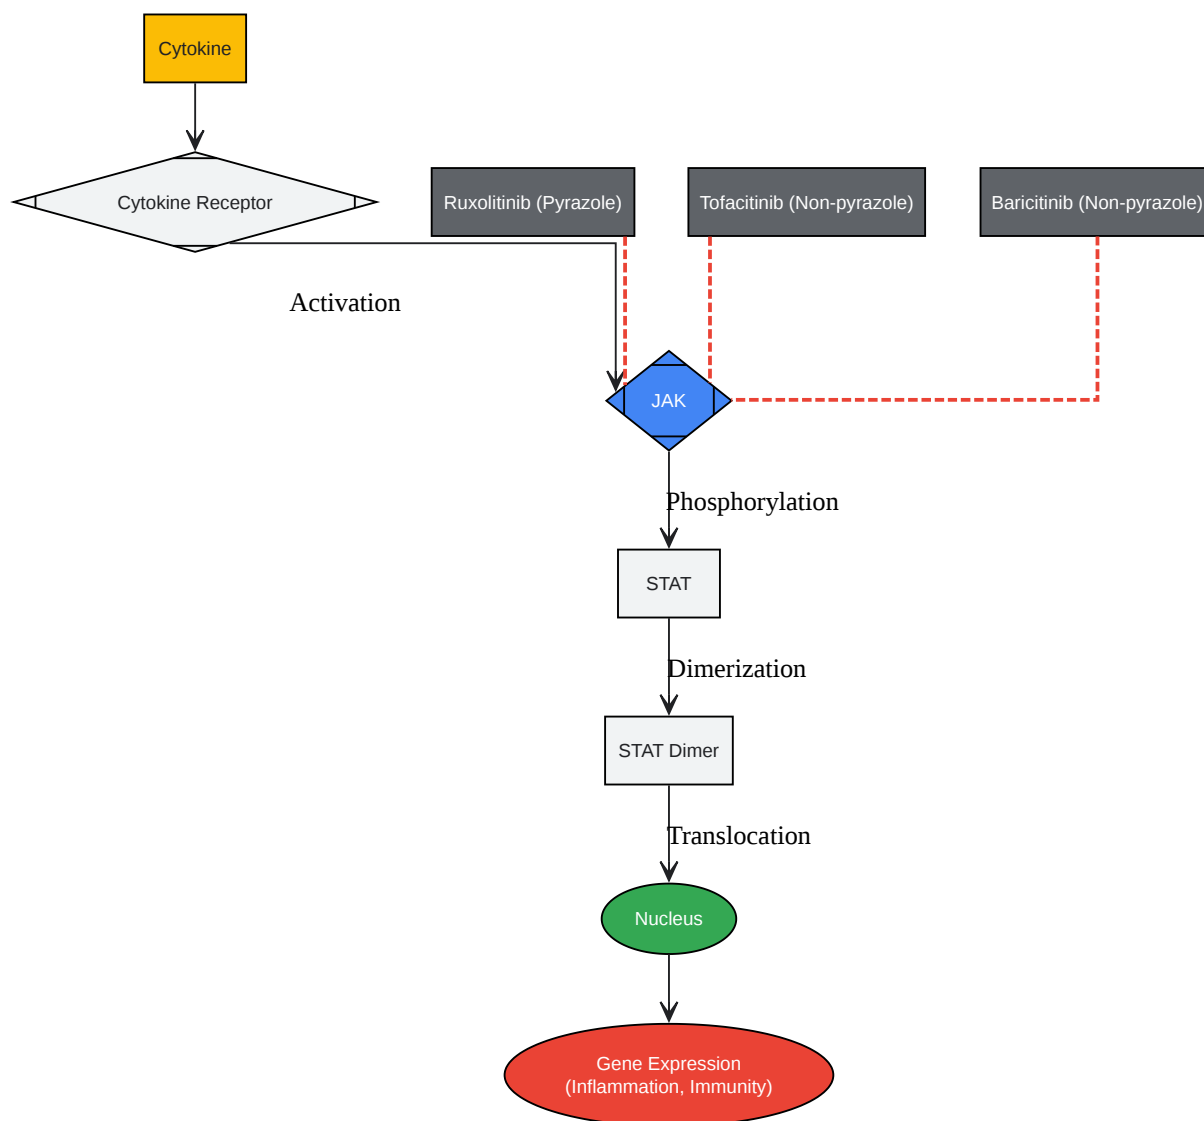 Cytokine
Cytokine Receptor
Ruxolitinib (Pyrazole)
Tofacitinib (Non-pyrazole)
Baricitinib (Non-pyrazole)
Activation
JAK
Phosphorylation
STAT
Dimerization
STAT Dimer
Translocation
Nucleus
Gene Expression
(Inflammation, Immunity)